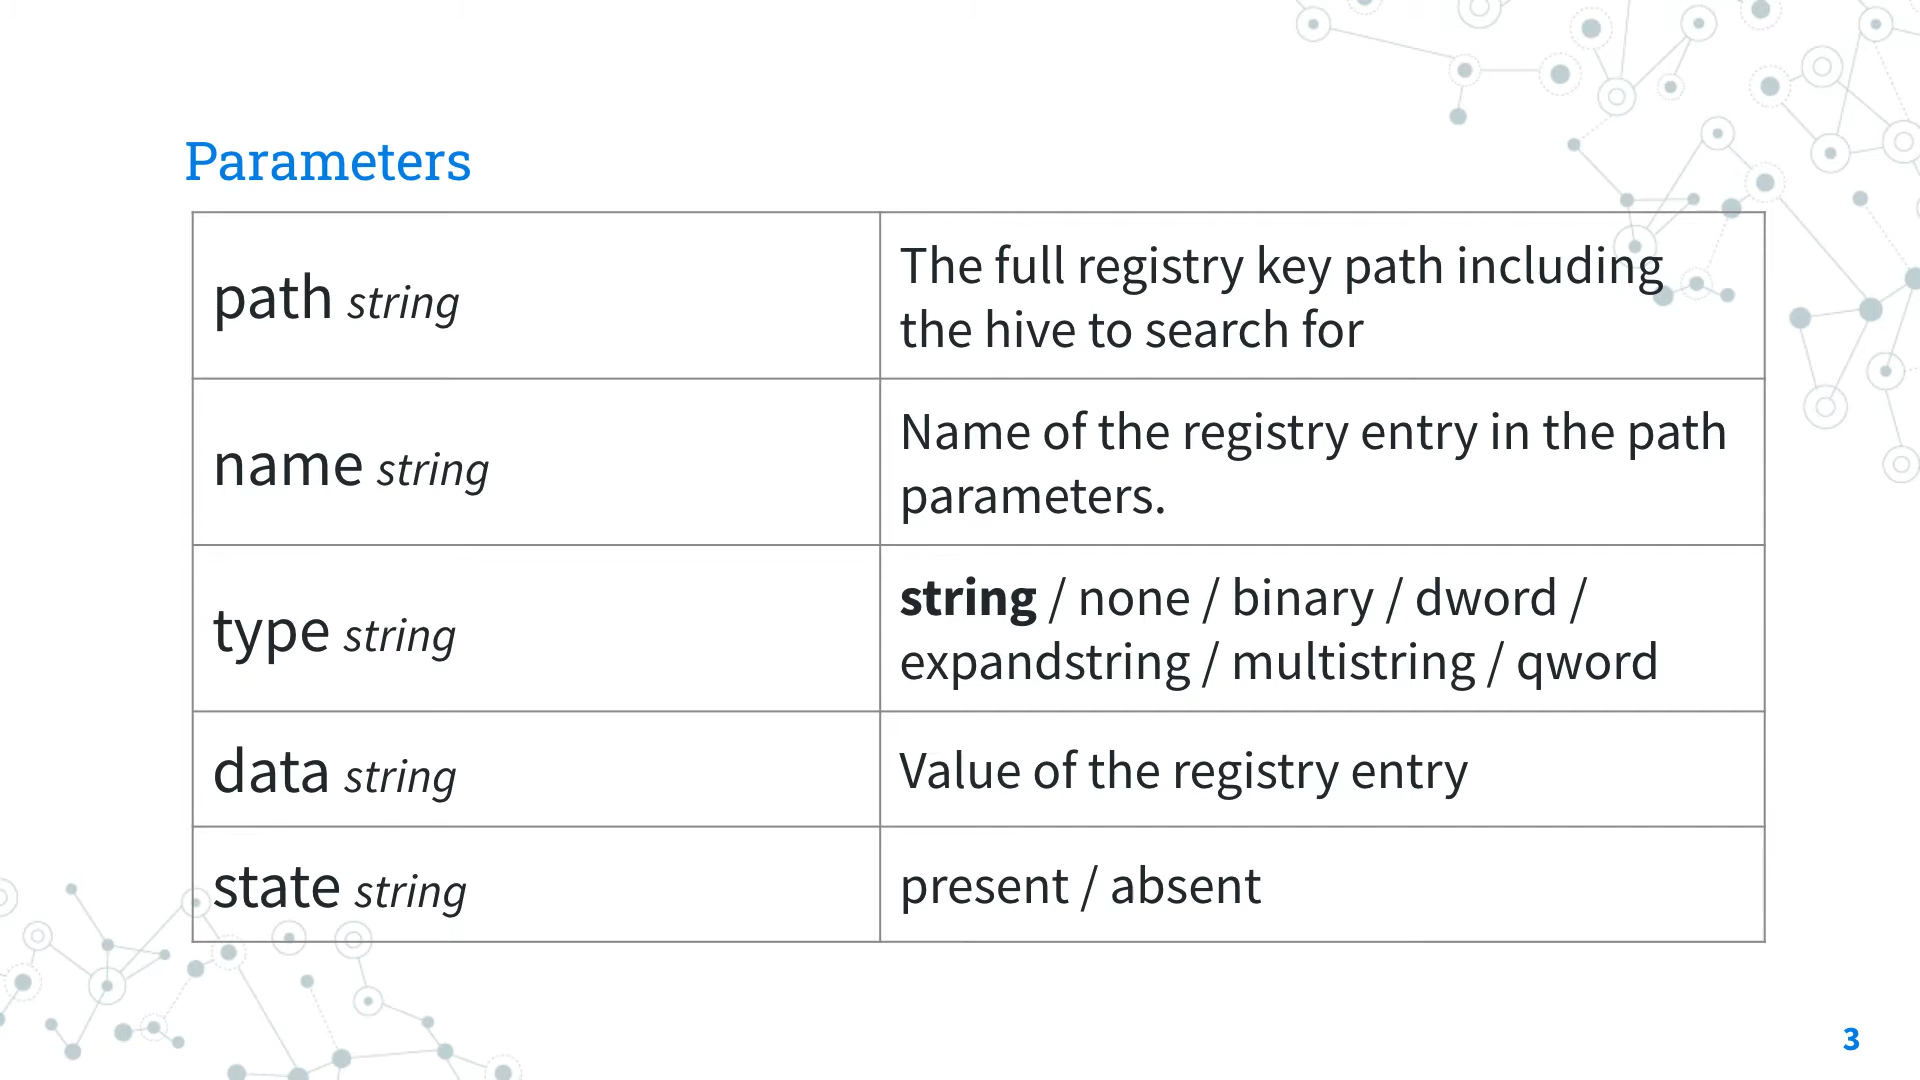 Parameters
path string
The full registry key path including
the hive to search for
name string
Name of the registry entry in the path
parameters.
type string
string / none / binary / dword /
expandstring / multistring / qword
data string
Value of the registry entry
state string
present / absent
3